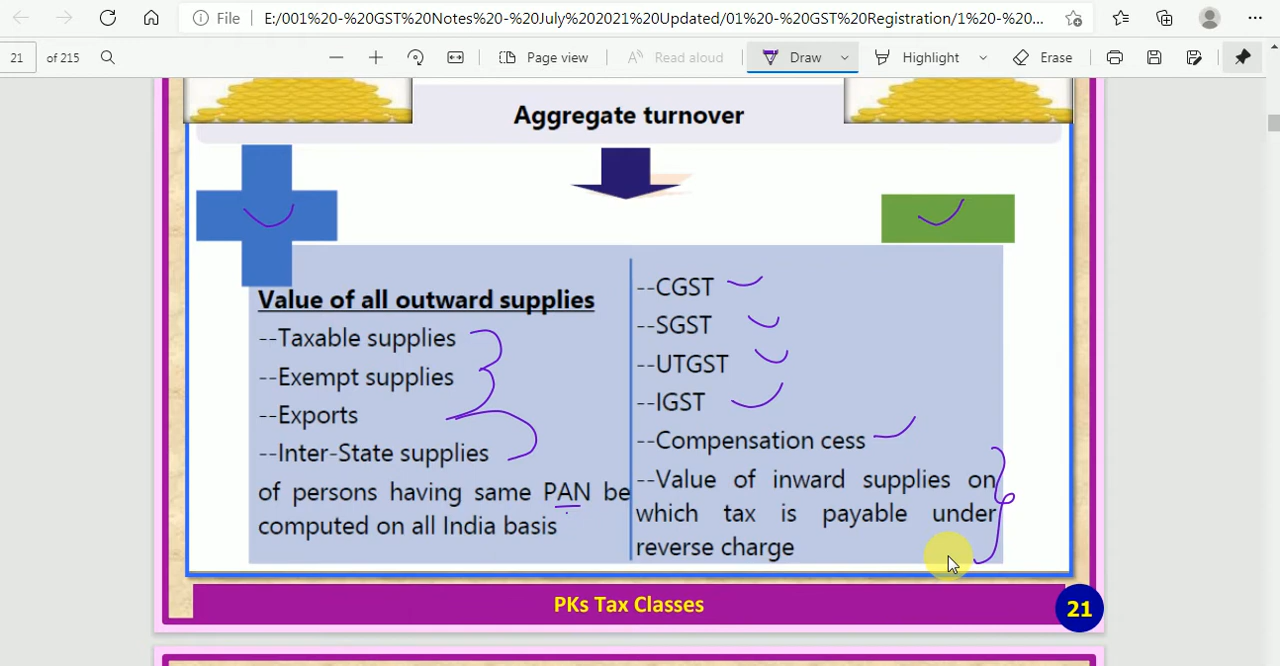 File
E:/001%20-%20GST%20Notes%20-%20July%202021%20Updated/01%20-%20GST%20Registration/1%20-%20...
21 of 215
Page view
Read aloud
Draw
Highlight
Erase
Aggregate turnover
Value of all outward supplies
--Taxable supplies
--Exempt supplies
--Exports
--Inter-State supplies
of persons having same PAN be
computed on all India basis
--CGST
--SGST
--UTGST
--IGST
--Compensation cess
--Value of inward supplies on
which tax is payable under
reverse charge
PKs Tax Classes
21